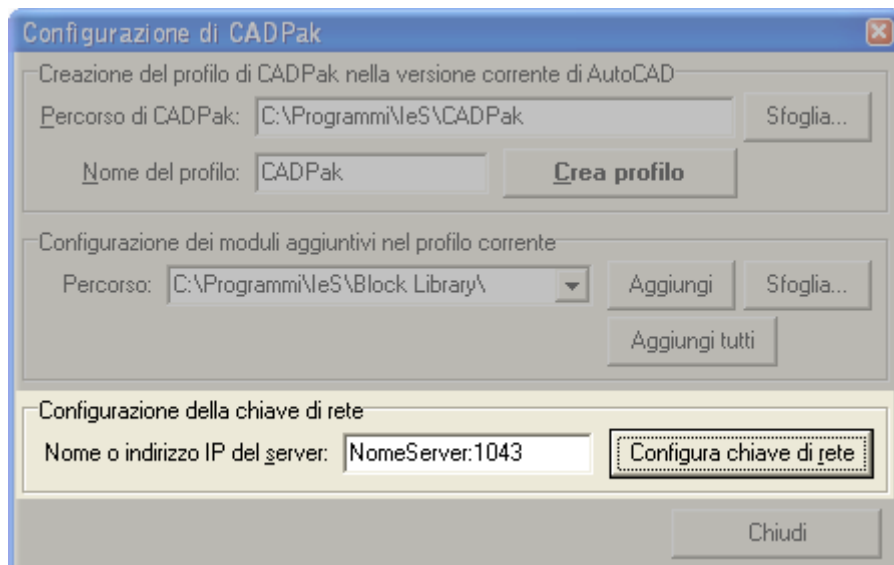 Configurazione di CADPak
Creazione del profilo di CADPak nella versione corrente di AutoCAD
Percorso di CADPak: C:\Programmi\IeS\CADPak Sfoglia...
Nome del profilo: CADPak Crea profilo
Configurazione dei moduli aggiuntivi nel profilo corrente
Percorso: C:\Programmi\IeS\Block Library\ Aggiungi Sfoglia...
Aggiungi tutti
Configurazione della chiave di rete
Nome o indirizzo IP del server: NomeServer:1043 Configura chiave di rete
Chiudi